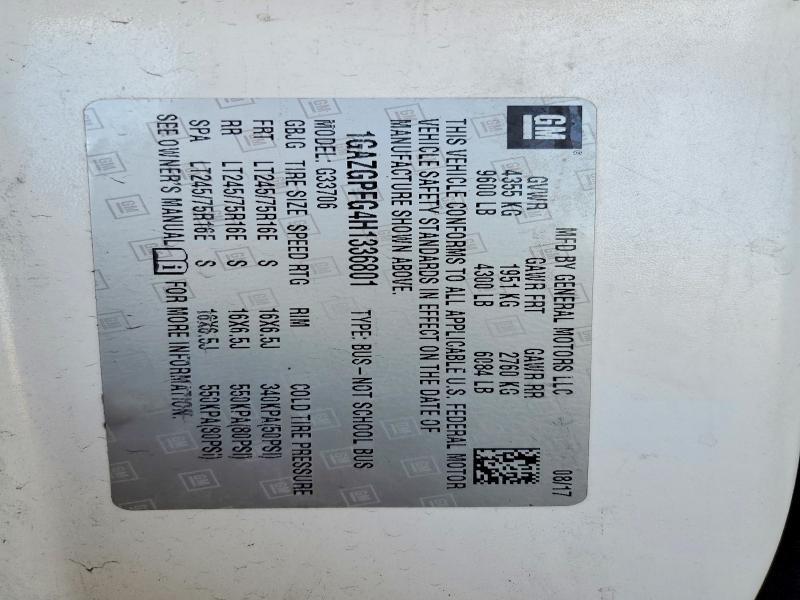 GM
MFD BY GENERAL MOTORS LLC 08/17
GVWR GAWR FRT GAWR RR
4355 KG 1951 KG 2760 KG
9600 LB 4300 LB 6084 LB
THIS VEHICLE CONFORMS TO ALL APPLICABLE U.S. FEDERAL MOTOR
VEHICLE SAFETY STANDARDS IN EFFECT ON THE DATE OF
MANUFACTURE SHOWN ABOVE.
1GAZGPFG4H1336801 TYPE: BUS–NOT SCHOOL BUS
MODEL: G33706
GBJG TIRE SIZE SPEED RTG RIM COLD TIRE PRESSURE
FRT LT245/75R16E S 16X6.5J 340KPA(50PSI)
RR LT245/75R16E S 16X6.5J 550KPA(80PSI)
SPA LT245/75R16E S 16X6.5J 550KPA(80PSI)
SEE OWNER'S MANUAL FOR MORE INFORMATION.